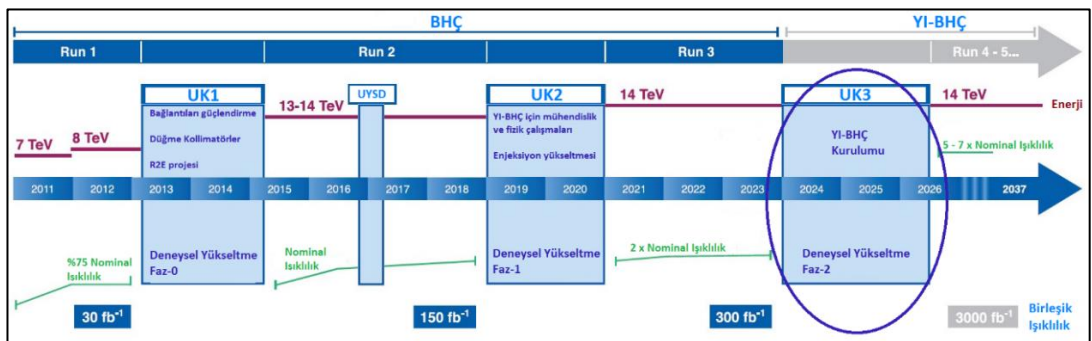 BHÇ
YI-BHÇ
Run 1
Run 2
Run 3
Run 4 - 5...
UK1
UYSD
UK2
UK3
7 TeV
8 TeV
13-14 TeV
14 TeV
14 TeV
Enerji
Bağlantıları güçlendirme
Düğme Kollimatörler
R2E projesi
YI-BHÇ için mühendislik
ve fizik çalışmaları
Enjeksiyon yükseltmesi
YI-BHÇ
Kurulumu
5 - 7 x Nominal Işıklılık
2011
2012
2013
2014
2015
2016
2017
2018
2019
2020
2021
2022
2023
2024
2025
2026
2037
%75 Nominal
Işıklılık
Deneysel Yükseltme
Faz-0
Nominal
Işıklılık
Deneysel Yükseltme
Faz-1
2 x Nominal Işıklılık
Deneysel Yükseltme
Faz-2
30 fb⁻¹
150 fb⁻¹
300 fb⁻¹
3000 fb⁻¹
Birleşik
Işıklılık